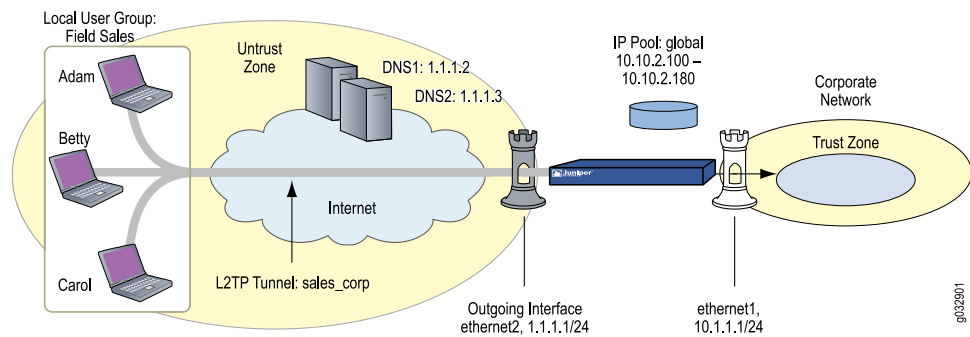 Local User Group:
Field Sales
Adam
Betty
Carol
Untrust
Zone
DNS1: 1.1.1.2
DNS2: 1.1.1.3
Internet
L2TP Tunnel: sales_corp
IP Pool: global
10.10.2.100 –
10.10.2.180
Juniper
Corporate
Network
Trust Zone
Outgoing Interface
ethernet2, 1.1.1.1/24
ethernet1,
10.1.1.1/24
g032901